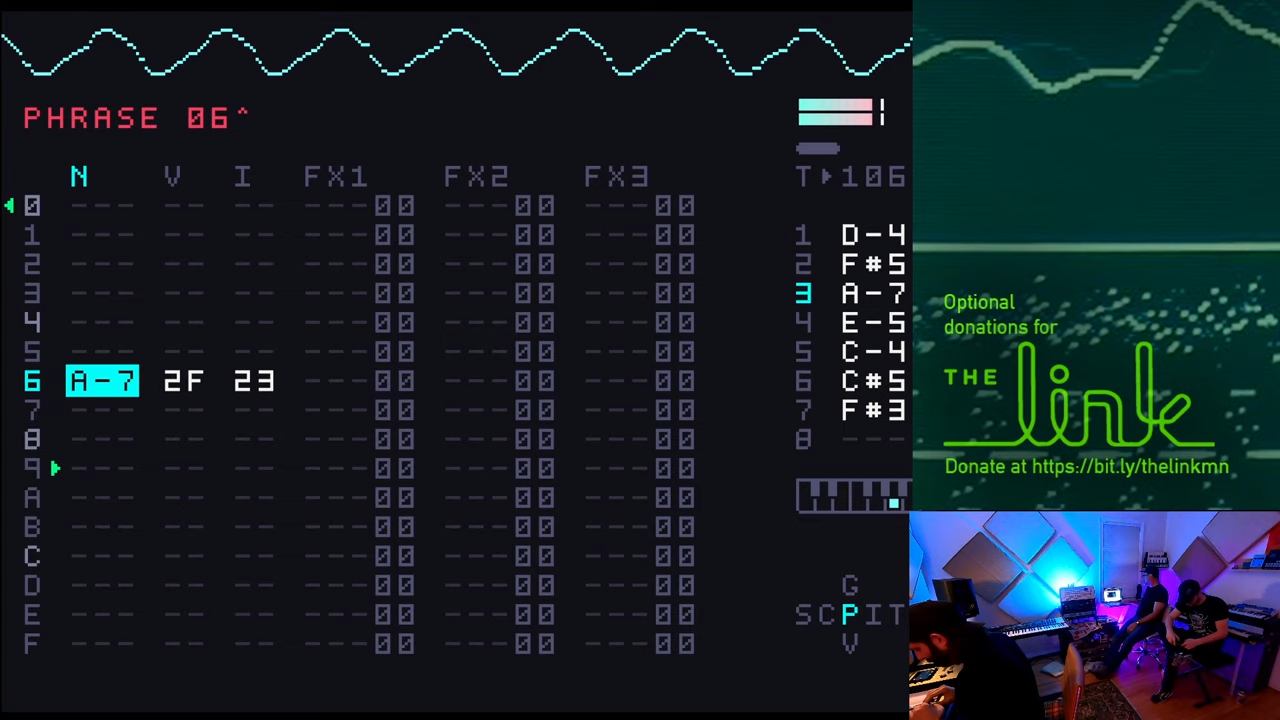 PHRASE 06^
N V I FX1 FX2 FX3
T▸106
0 --- -- -- ---00 ---00 ---00
1 --- -- -- ---00 ---00 ---00
1 D-4
2 --- -- -- ---00 ---00 ---00
2 F#5
3 --- -- -- ---00 ---00 ---00
3 A-7
4 --- -- -- ---00 ---00 ---00
4 E-5
5 --- -- -- ---00 ---00 ---00
5 C-4
6 A-7 2F 23 ---00 ---00 ---00
6 C#5
7 --- -- -- ---00 ---00 ---00
7 F#3
8 --- -- -- ---00 ---00 ---00
8 ---
9 --- -- -- ---00 ---00 ---00
A --- -- -- ---00 ---00 ---00
B --- -- -- ---00 ---00 ---00
C --- -- -- ---00 ---00 ---00
D --- -- -- ---00 ---00 ---00
E --- -- -- ---00 ---00 ---00
F --- -- -- ---00 ---00 ---00
G
SCPIT
V
Optional
donations for
THE link
Donate at https://bit.ly/thelinkmn